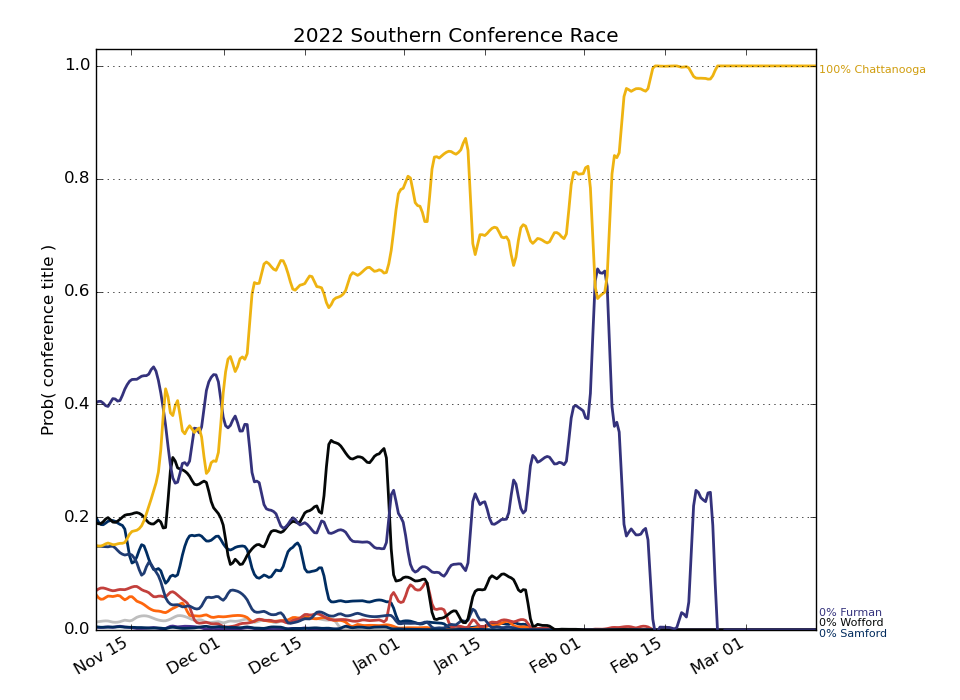 2022 Southern Conference Race
Prob( conference title )
1.0
0.8
0.6
0.4
0.2
0.0
100% Chattanooga
0% Furman
0% Wofford
0% Samford
Nov 15
Dec 01
Dec 15
Jan 01
Jan 15
Feb 01
Feb 15
Mar 01